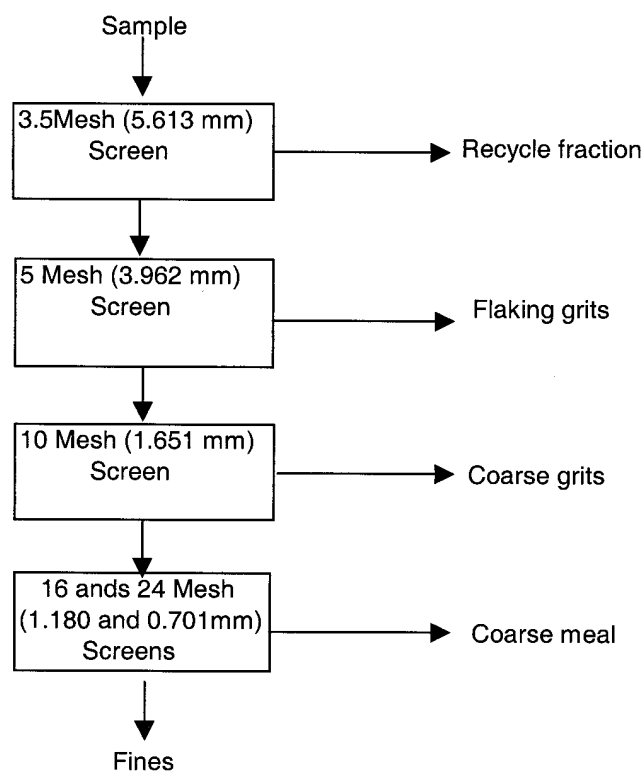 Sample
3.5Mesh (5.613 mm)
Screen
Recycle fraction
5 Mesh (3.962 mm)
Screen
Flaking grits
10 Mesh (1.651 mm)
Screen
Coarse grits
16 ands 24 Mesh
(1.180 and 0.701mm)
Screens
Coarse meal
Fines